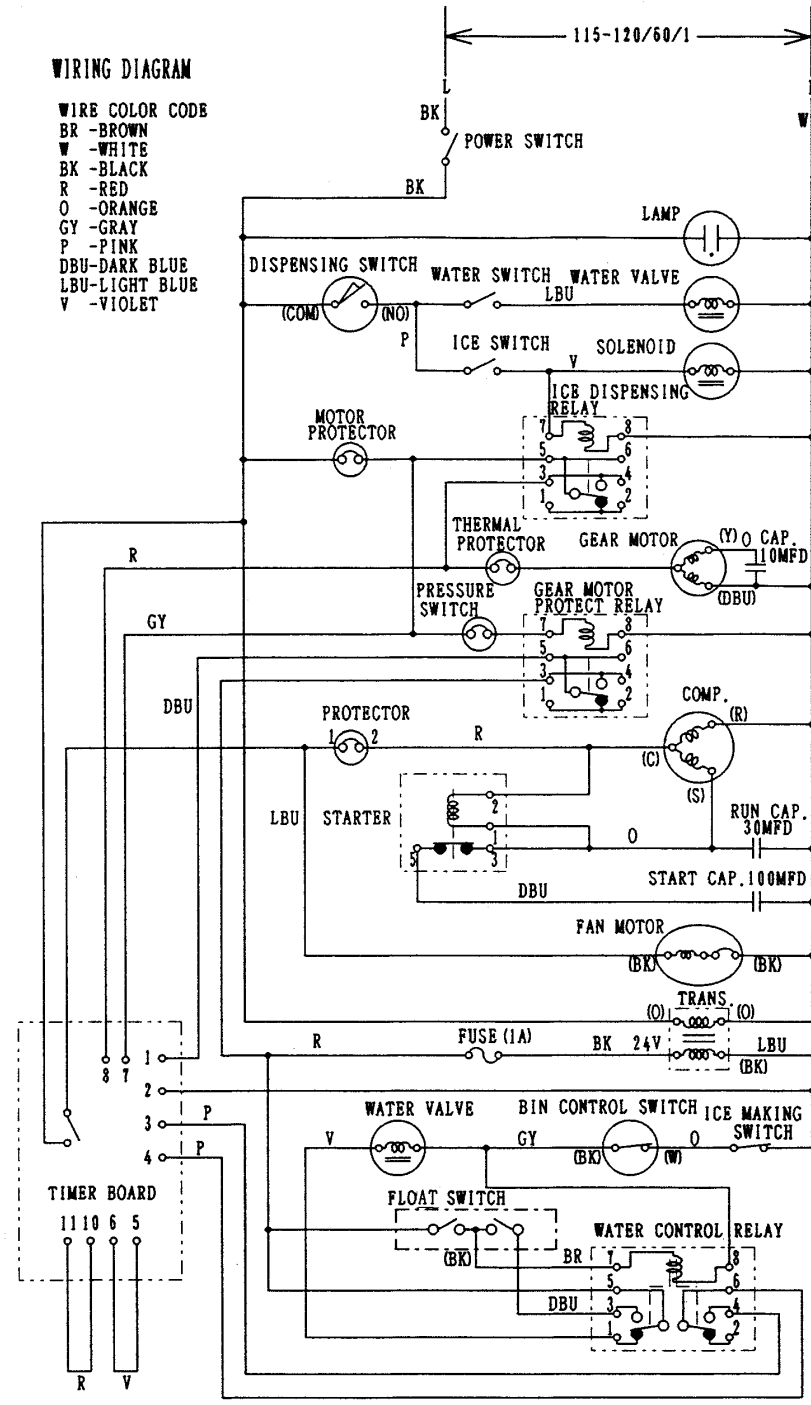 115-120/60/1
WIRING DIAGRAM
WIRE COLOR CODE
BR -BROWN
W -WHITE
BK -BLACK
R -RED
O -ORANGE
GY -GRAY
P -PINK
DBU-DARK BLUE
LBU-LIGHT BLUE
V -VIOLET
L
BK
W
POWER SWITCH
BK
LAMP
DISPENSING SWITCH
WATER SWITCH
WATER VALVE
LBU
(COM)
(NO)
P
ICE SWITCH
SOLENOID
V
ICE DISPENSING
RELAY
MOTOR
PROTECTOR
7 8
5 6
3 4
1 2
THERMAL
PROTECTOR
GEAR MOTOR
(Y) O CAP.
10MFD
(DBU)
R
PRESSURE
SWITCH
GEAR MOTOR
PROTECT RELAY
GY
7 8
5 6
3 4
1 2
DBU
COMP.
(R)
PROTECTOR
1 2
R
(C)
(S)
LBU
STARTER
2
1
5 3
O
RUN CAP.
30MFD
DBU
START CAP.100MFD
FAN MOTOR
(BK)
(BK)
TRANS.
(O)
(O)
R
FUSE (1A)
BK
24V
LBU
(BK)
8 7 1
2
3 P
4 P
WATER VALVE
BIN CONTROL SWITCH
ICE MAKING
SWITCH
V
GY
(BK)
(W)
O
TIMER BOARD
11 10 6 5
FLOAT SWITCH
(BK)
WATER CONTROL RELAY
BR
7 8
5 6
DBU
3 4
1 2
R
V